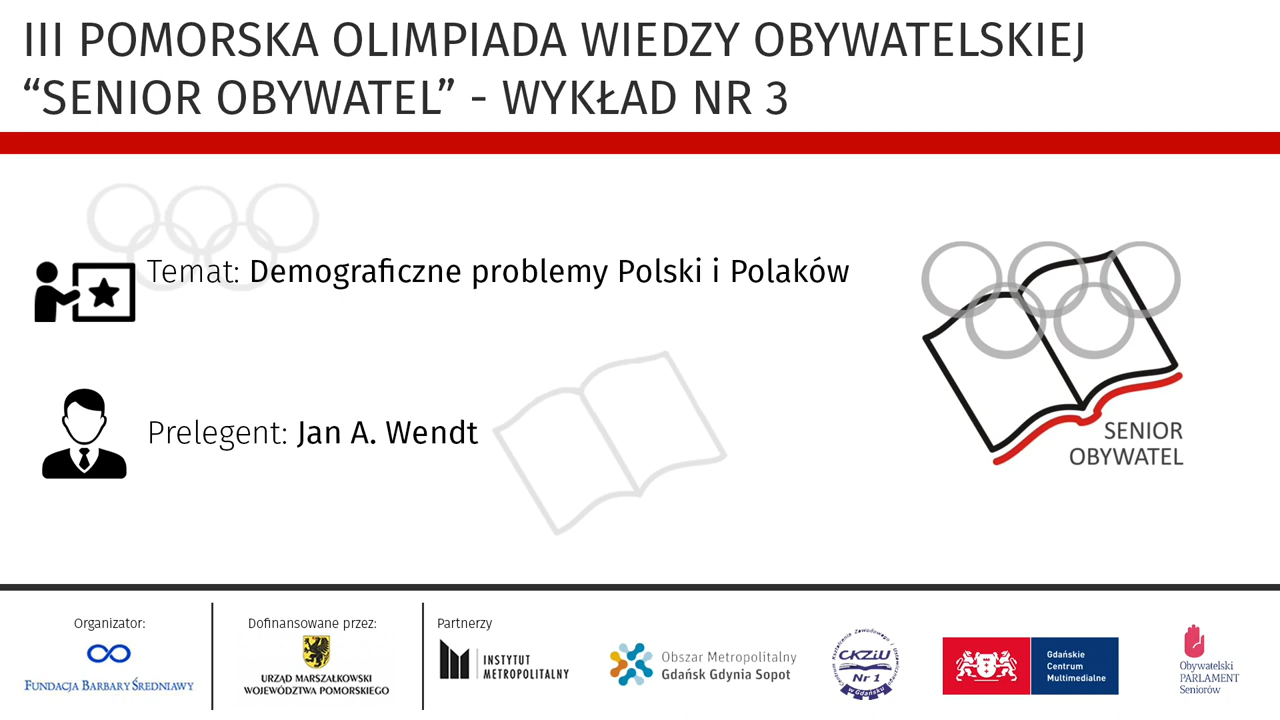 III POMORSKA OLIMPIADA WIEDZY OBYWATELSKIEJ
“SENIOR OBYWATEL” - WYKŁAD NR 3
Temat: Demograficzne problemy Polski i Polaków
Prelegent: Jan A. Wendt
SENIOR
OBYWATEL
Organizator:
FUNDACJA BARBARY ŚREDNIAWY
Dofinansowane przez:
URZĄD MARSZAŁKOWSKI
WOJEWÓDZTWA POMORSKIEGO
Partnerzy
INSTYTUT
METROPOLITALNY
Obszar Metropolitalny
Gdańsk Gdynia Sopot
CKZiU
Nr 1
w Gdańsku
Gdańskie
Centrum
Multimedialne
Obywatelski
PARLAMENT
Seniorów